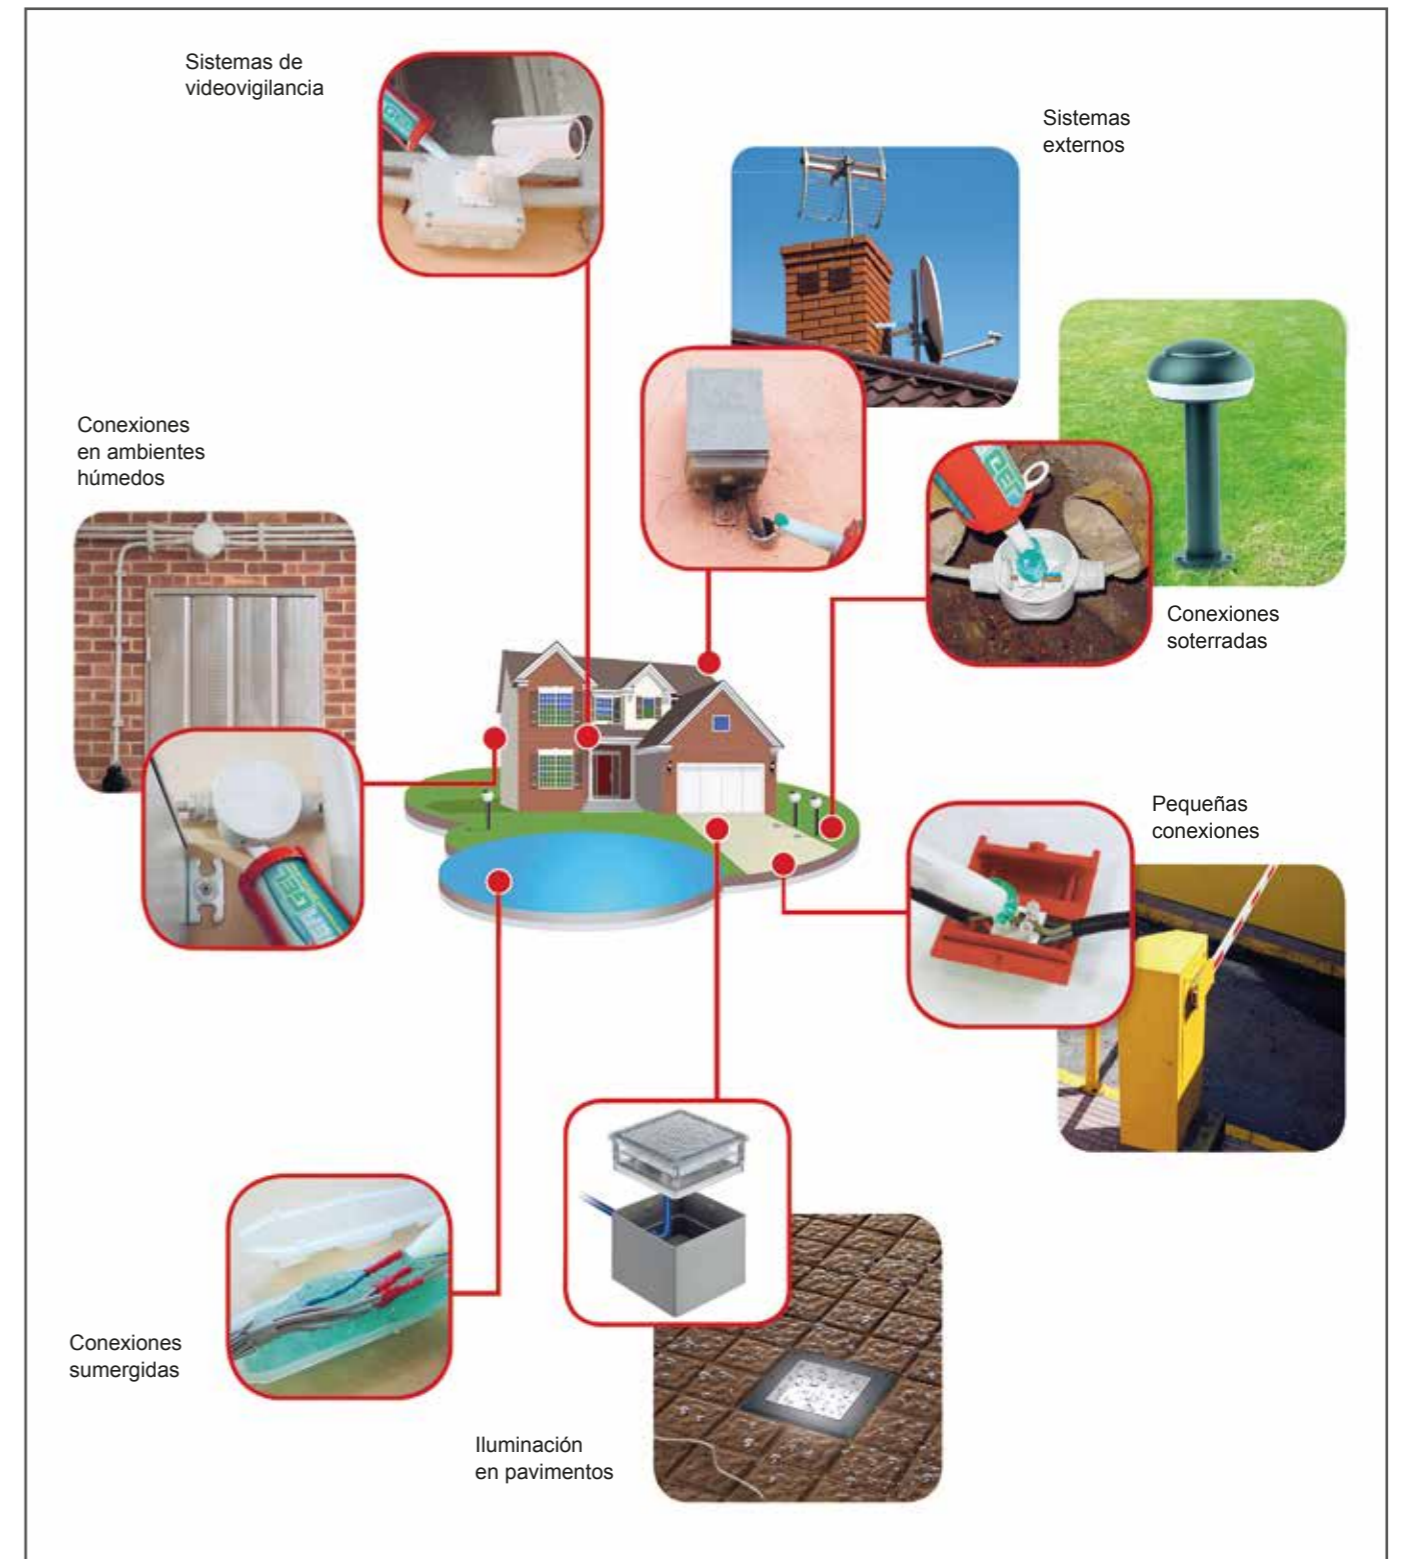 Sistemas de
videovigilancia
Sistemas
externos
Conexiones
en ambientes
húmedos
Conexiones
soterradas
Pequeñas
conexiones
Conexiones
sumergidas
Iluminación
en pavimentos